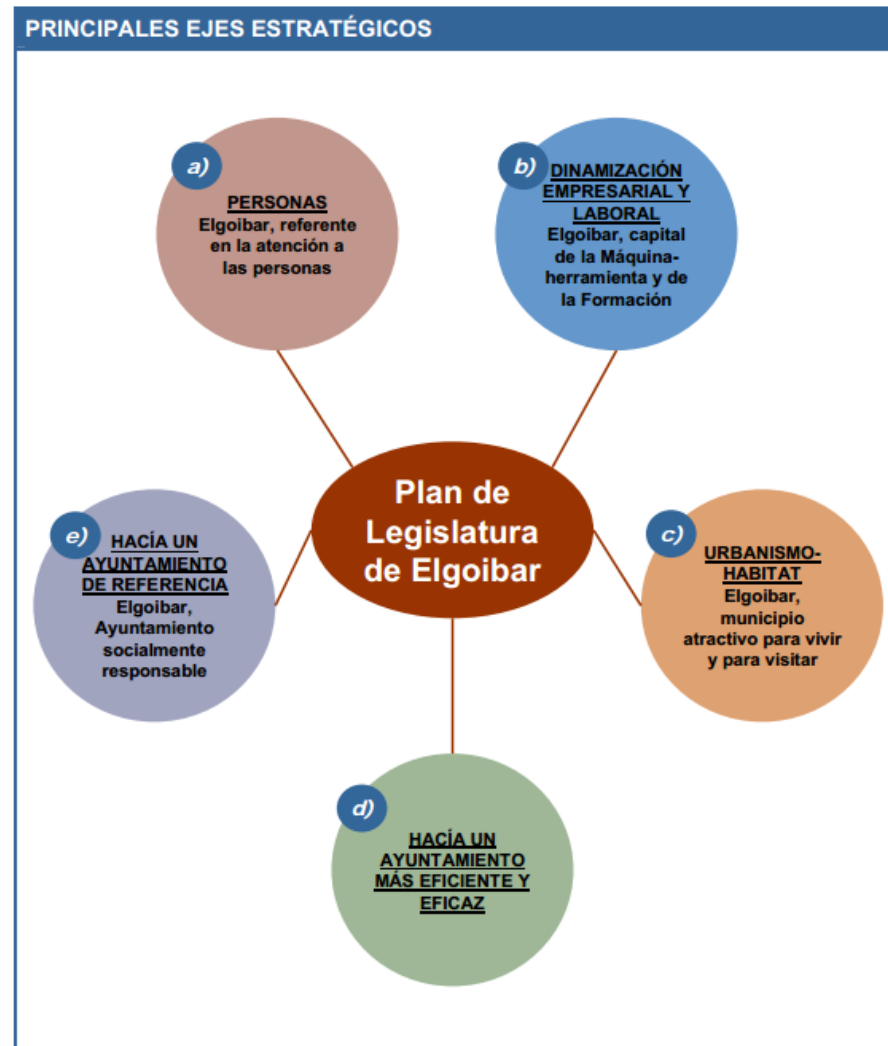 PRINCIPALES EJES ESTRATÉGICOS
a)
PERSONAS
Elgoibar, referente
en la atención a
las personas
b)
DINAMIZACIÓN
EMPRESARIAL Y
LABORAL
Elgoibar, capital
de la Máquina-
herramienta y de
la Formación
Plan de
Legislatura
de Elgoibar
e)
HACÍA UN
AYUNTAMIENTO
DE REFERENCIA
Elgoibar,
Ayuntamiento
socialmente
responsable
c)
URBANISMO-
HABITAT
Elgoibar,
municipio
atractivo para vivir
y para visitar
d)
HACÍA UN
AYUNTAMIENTO
MÁS EFICIENTE Y
EFICAZ